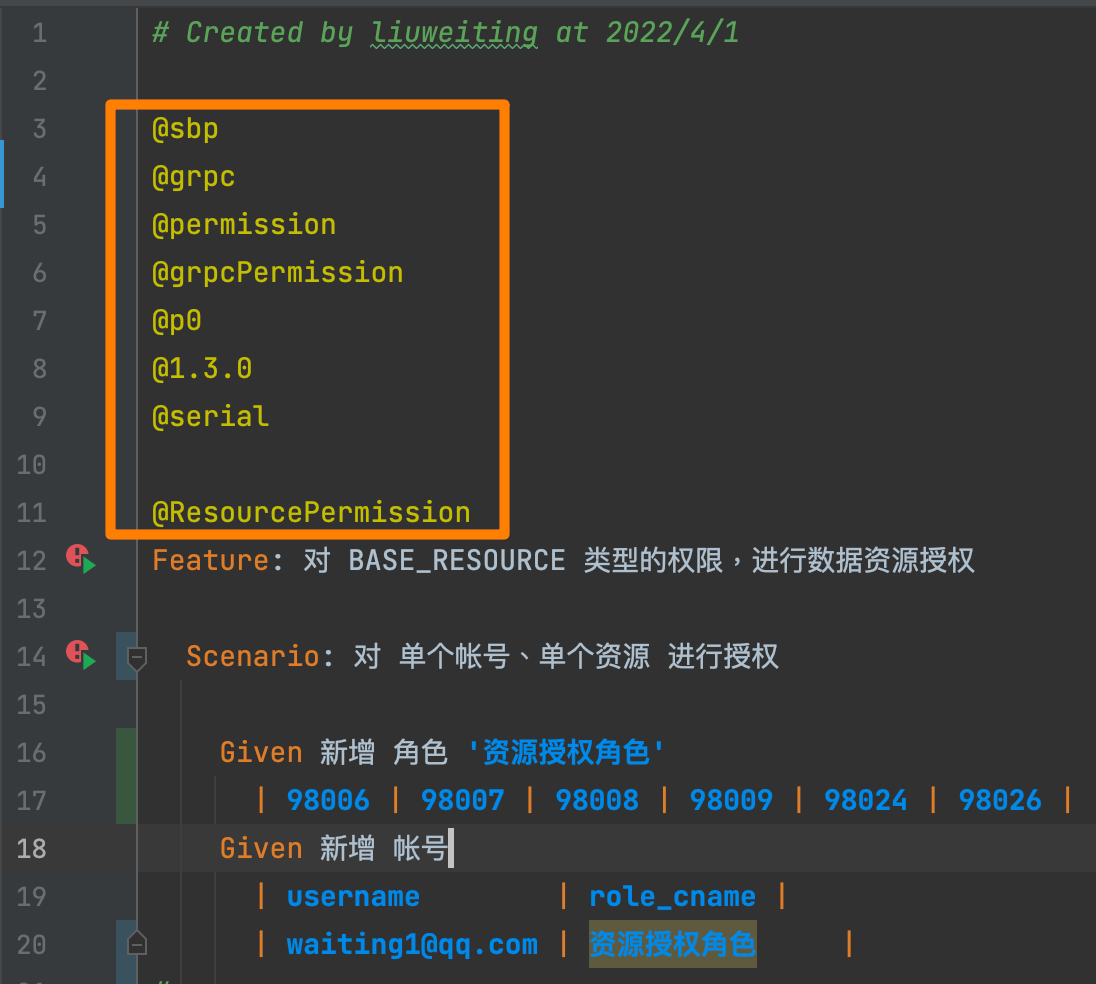 1 # Created by liuweiting at 2022/4/1
2
3 @sbp
4 @grpc
5 @permission
6 @grpcPermission
7 @p0
8 @1.3.0
9 @serial
10
11 @ResourcePermission
12 Feature: 对 BASE_RESOURCE 类型的权限，进行数据资源授权
13
14 Scenario: 对 单个帐号、单个资源 进行授权
15
16 Given 新增 角色 '资源授权角色'
17 | 98006 | 98007 | 98008 | 98009 | 98024 | 98026 |
18 Given 新增 帐号
19 | username | role_cname |
20 | waiting1@qq.com | 资源授权角色 |